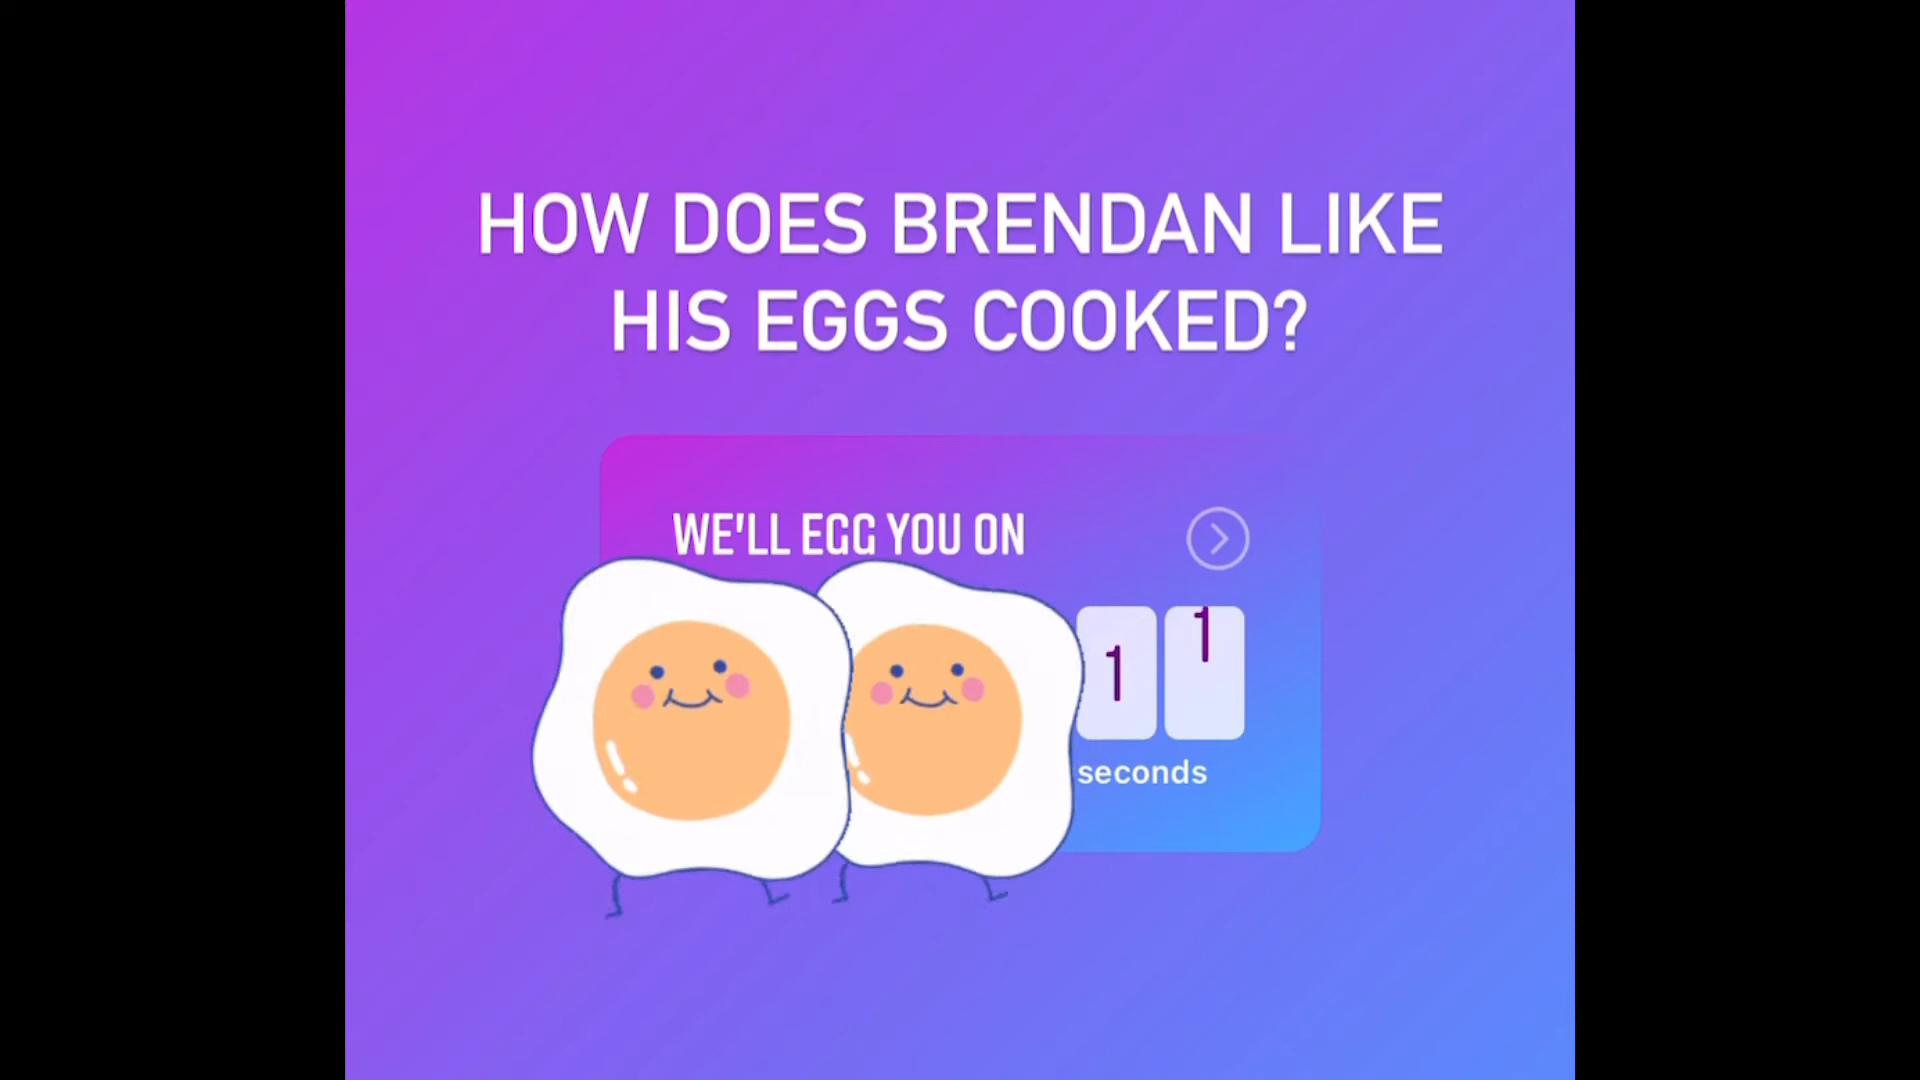 HOW DOES BRENDAN LIKE
HIS EGGS COOKED?
WE'LL EGG YOU ON
1 1
seconds